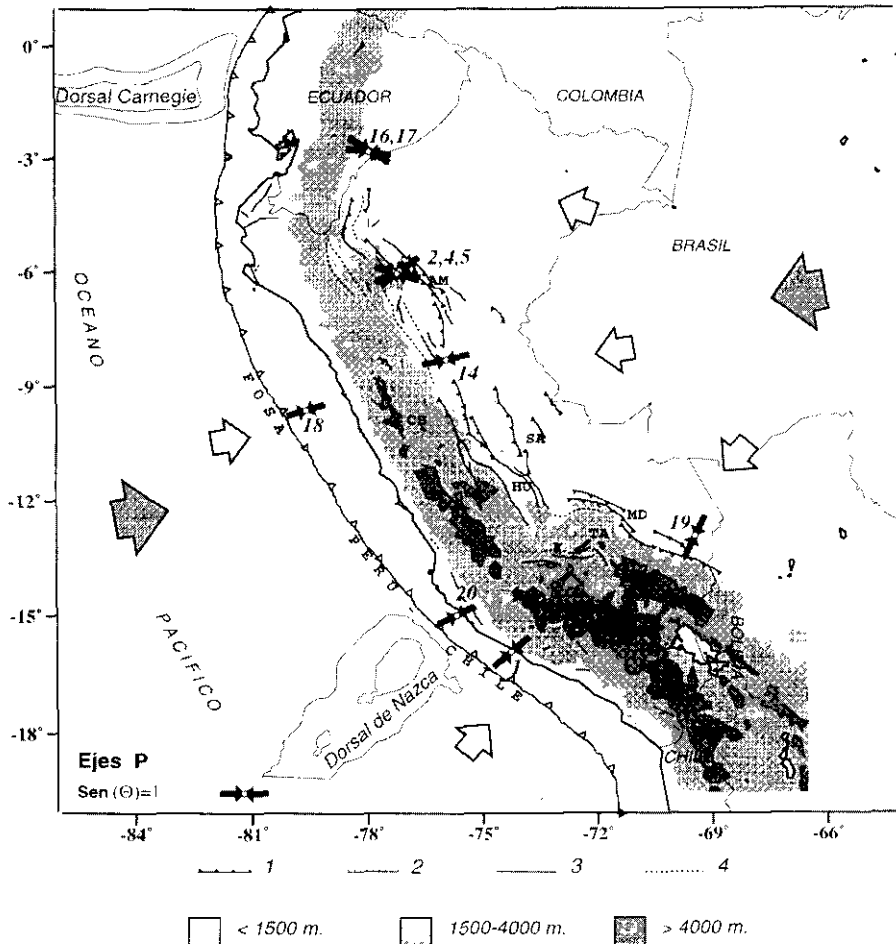 0°
Dorsal Carnegie
ECUADOR
COLOMBIA
-3°
16,17
BRASIL
-6°
2,4,5
AM
OCEANO
14
-9°
FOSA
18
CB
SR
HU
-12°
MD
19
TA
PERU
-15°
20
BOLIVIA
PACIFICO
CHILE
Dorsal de Nazca
-18°
Ejes P
CHILE
Sen (Θ)=1
-84° -81° -78° -75° -72° -69° -66°
1 2 3 4
< 1500 m. 1500-4000 m. > 4000 m.